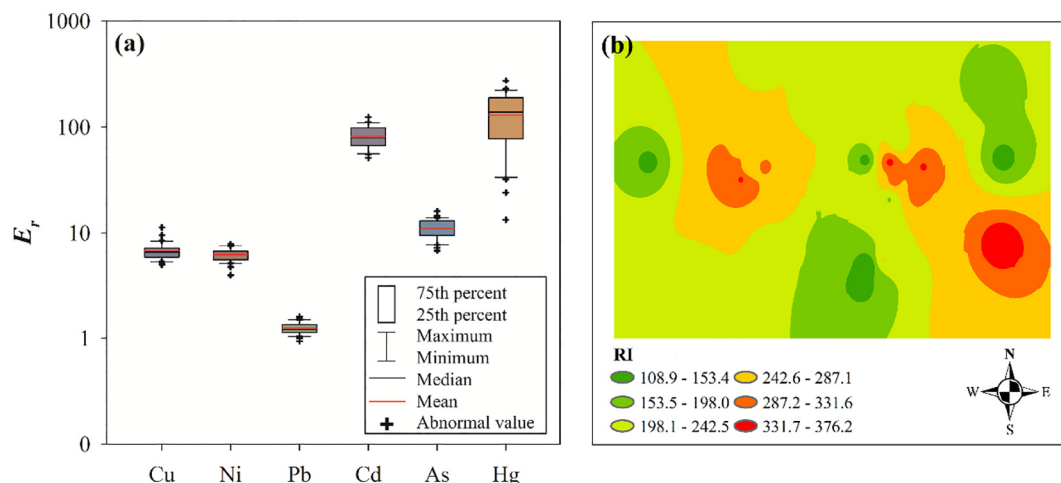 (a)
1000
100
10
1
0
E_r
Cu Ni Pb Cd As Hg
75th percent
25th percent
Maximum
Minimum
Median
Mean
Abnormal value
(b)
RI
108.9 - 153.4 242.6 - 287.1
153.5 - 198.0 287.2 - 331.6
198.1 - 242.5 331.7 - 376.2
N
W E
S